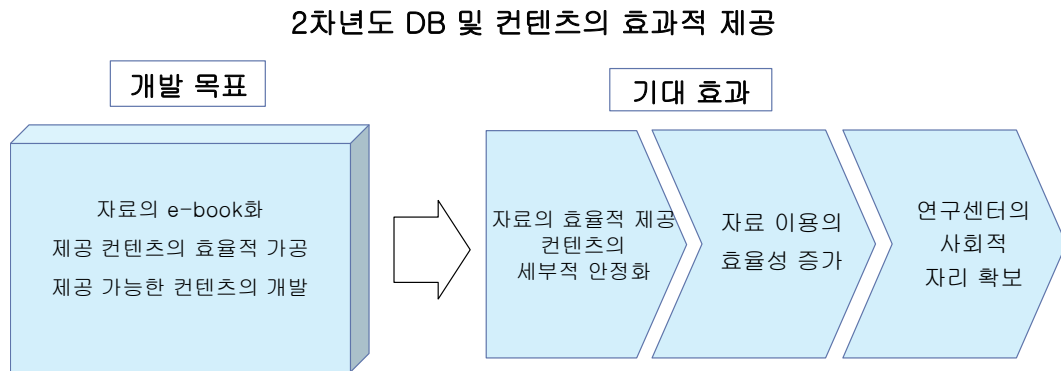 2차년도 DB 및 컨텐츠의 효과적 제공
개발 목표
기대 효과
자료의 e-book화
제공 컨텐츠의 효율적 가공
제공 가능한 컨텐츠의 개발
자료의 효율적 제공
컨텐츠의
세부적 안정화
자료 이용의
효율성 증가
연구센터의
사회적
자리 확보